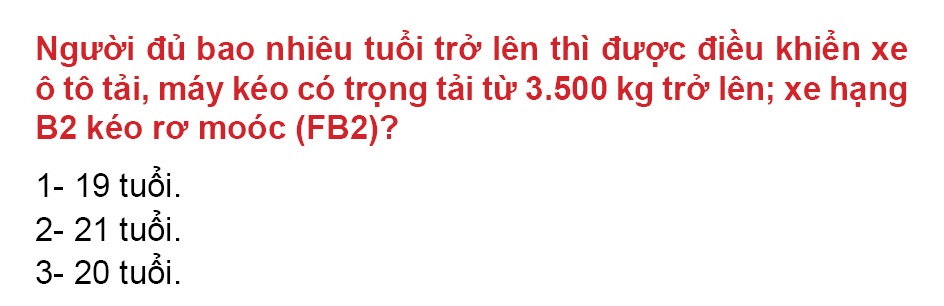 Người đủ bao nhiêu tuổi trở lên thì được điều khiển xe
ô tô tải, máy kéo có trọng tải từ 3.500 kg trở lên; xe hạng
B2 kéo rơ moóc (FB2)?
1- 19 tuổi.
2- 21 tuổi.
3- 20 tuổi.